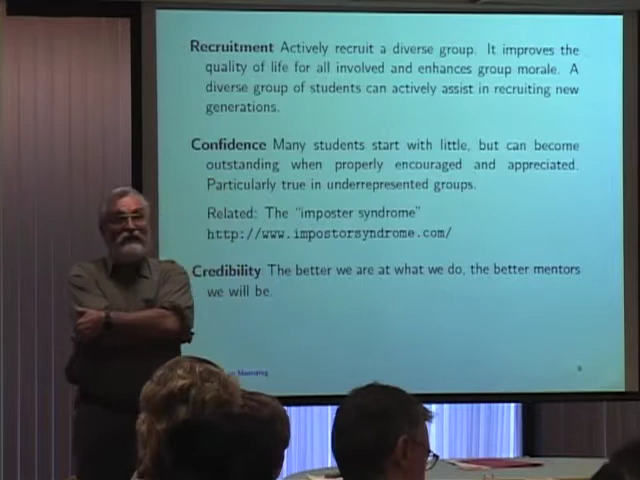 Recruitment Actively recruit a diverse group. It improves the
quality of life for all involved and enhances group morale. A
diverse group of students can actively assist in recruiting new
generations.
Confidence Many students start with little, but can become
outstanding when properly encouraged and appreciated.
Particularly true in underrepresented groups.
Related: The "imposter syndrome"
http://www.impostorsyndrome.com/
Credibility The better we are at what we do, the better mentors
we will be.
Mentoring